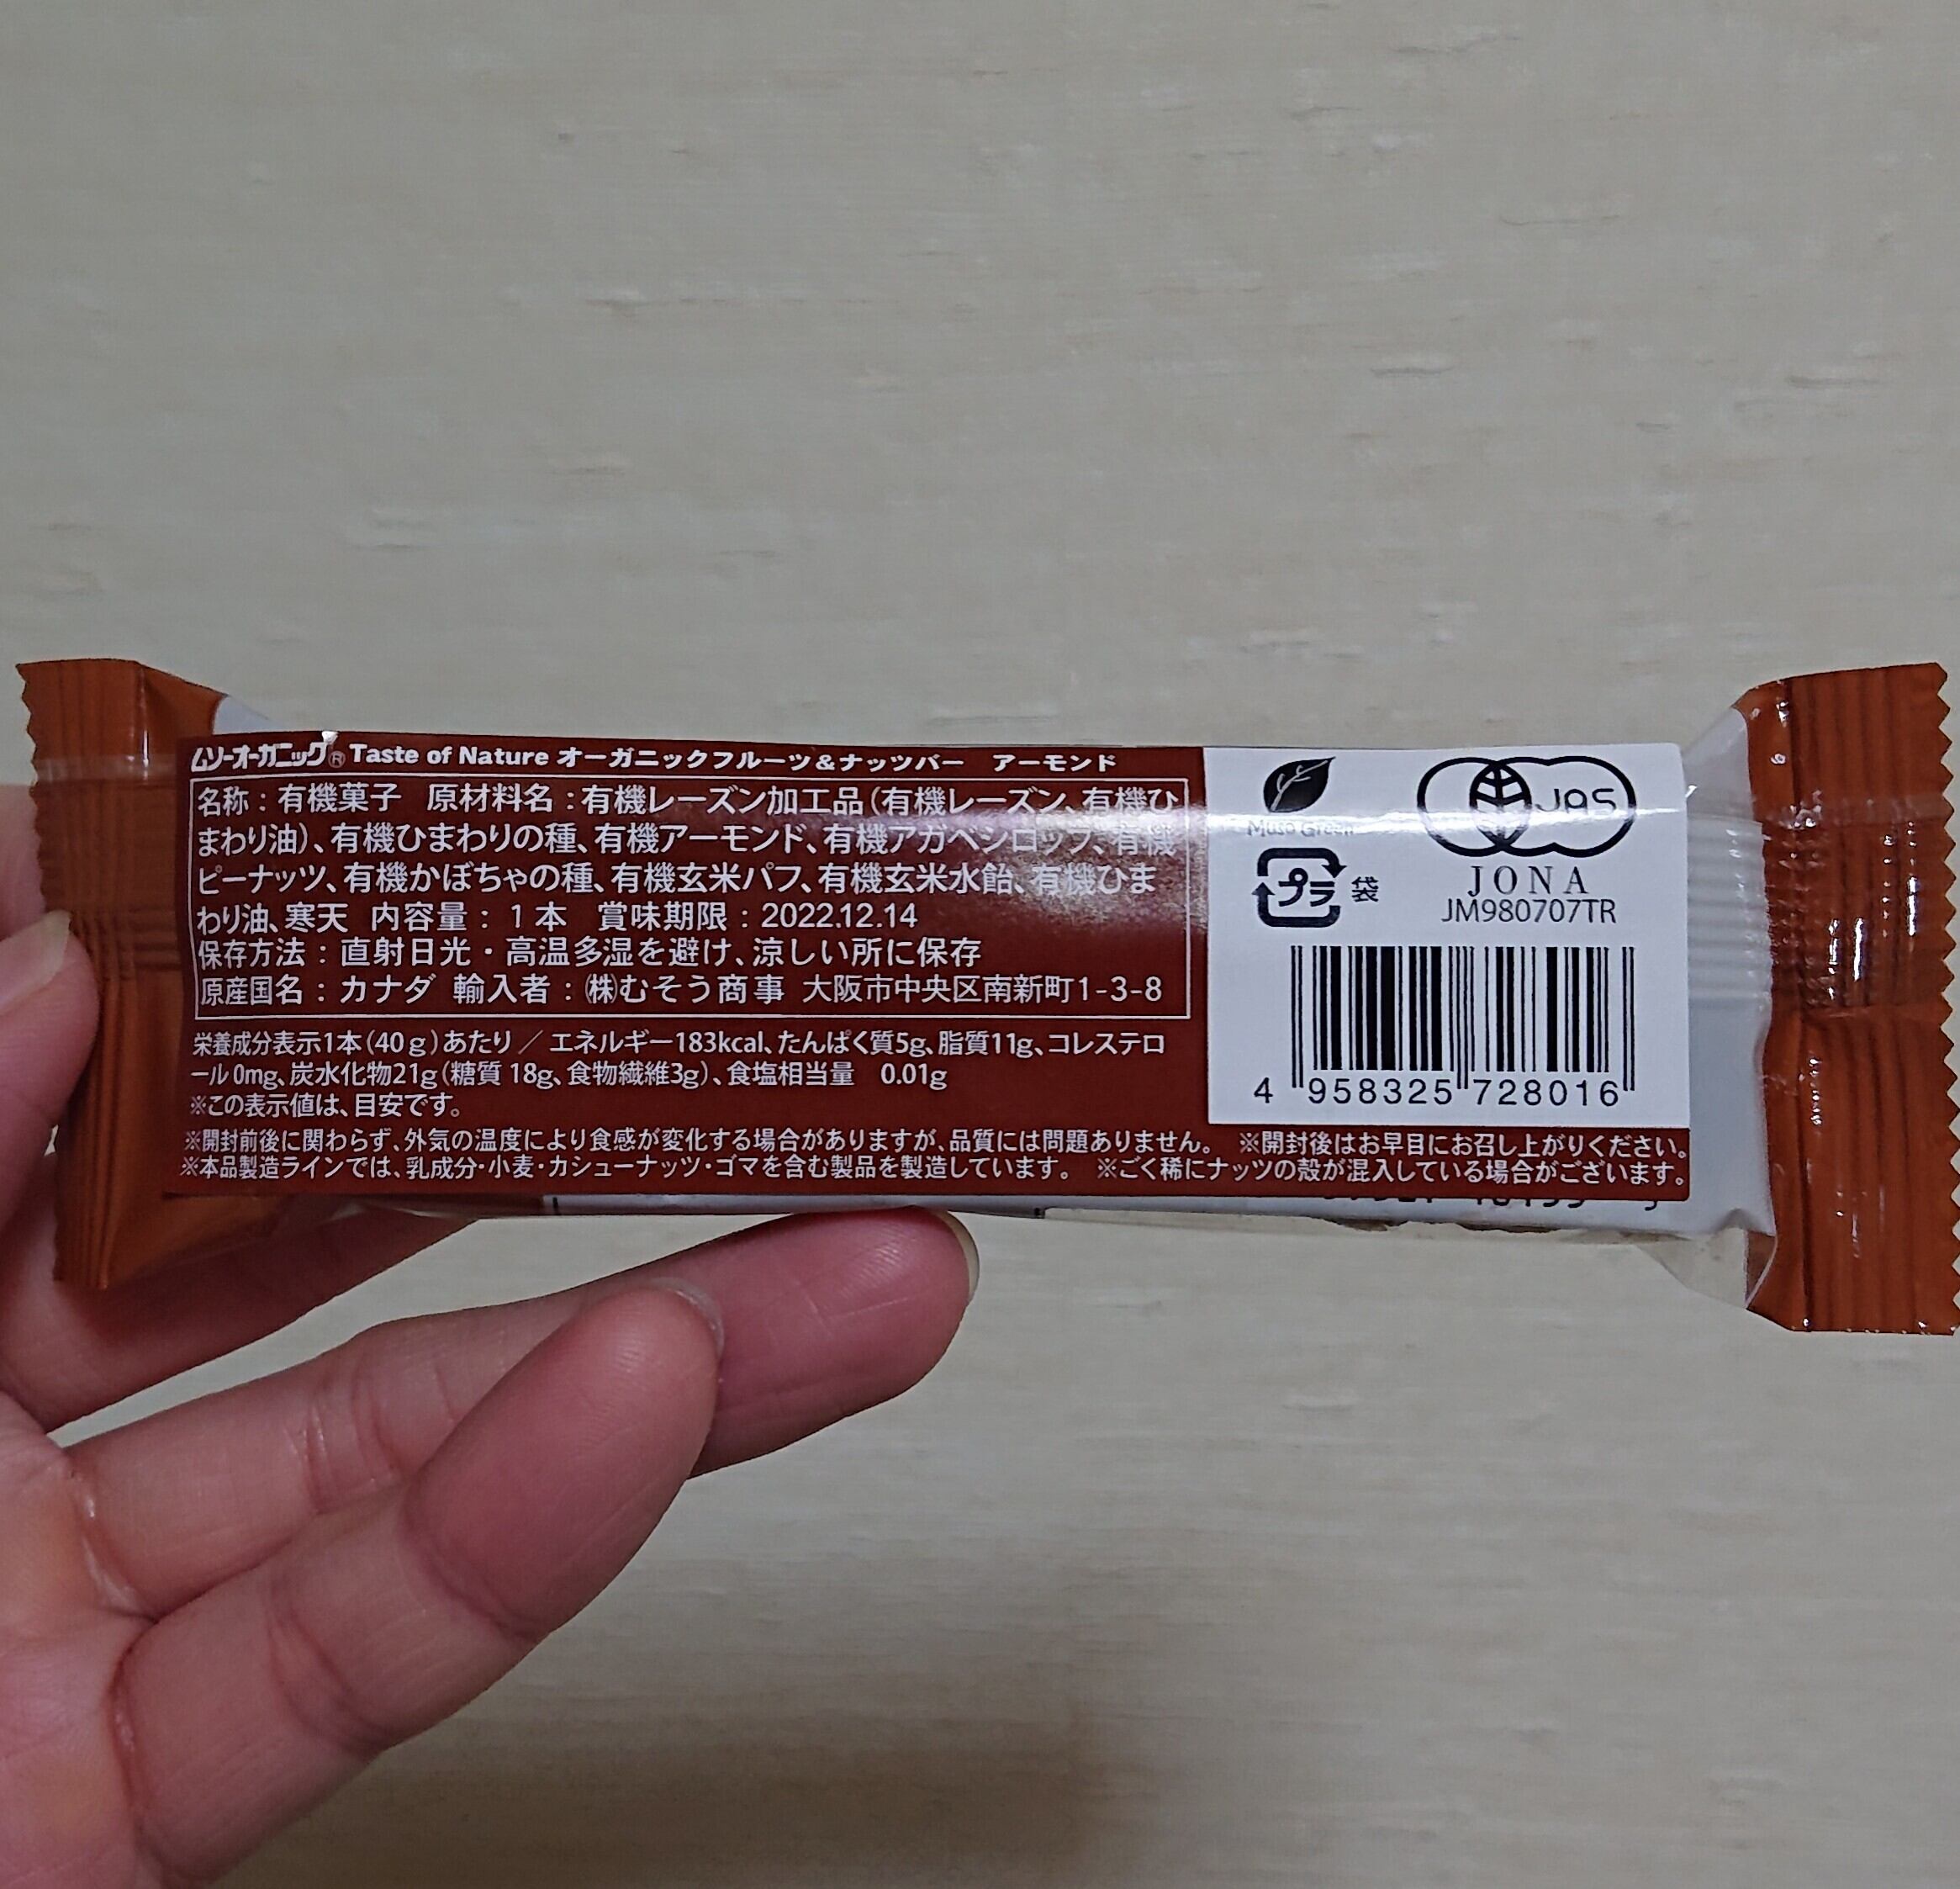 ムソーオーガニック® Taste of Nature オーガニックフルーツ＆ナッツバー　アーモンド
名称：有機菓子 原材料名：有機レーズン加工品（有機レーズン、有機ひ
まわり油）、有機ひまわりの種、有機アーモンド、有機アガベシロップ、有機
ピーナッツ、有機かぼちゃの種、有機玄米パフ、有機玄米水飴、有機ひま
わり油、寒天 内容量：１本 賞味期限：2022.12.14
保存方法：直射日光・高温多湿を避け、涼しい所に保存
原産国名：カナダ 輸入者：㈱むそう商事 大阪市中央区南新町1-3-8
栄養成分表示1本（40ｇ）あたり ／ エネルギー183kcal、たんぱく質5g、脂質11g、コレステロ
ール 0mg、炭水化物21g（糖質 18g、食物繊維3g）、食塩相当量　0.01g
※この表示値は、目安です。
※開封前後に関わらず、外気の温度により食感が変化する場合がありますが、品質には問題ありません。 ※開封後はお早目にお召し上がりください。
※本品製造ラインでは、乳成分・小麦・カシューナッツ・ゴマを含む製品を製造しています。 ※ごく稀にナッツの殻が混入している場合がございます。
Muso Green
JAS
プラ 袋
JONA
JM980707TR
4 958325 728016